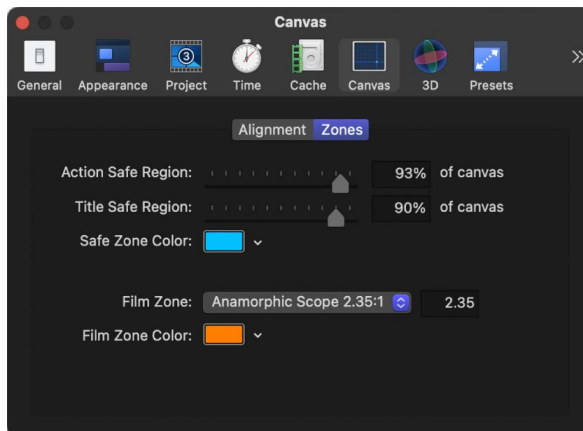 Canvas
3
General Appearance Project Time Cache Canvas 3D Presets
Alignment Zones
Action Safe Region: 93% of canvas
Title Safe Region: 90% of canvas
Safe Zone Color:
Film Zone: Anamorphic Scope 2.35:1 2.35
Film Zone Color: